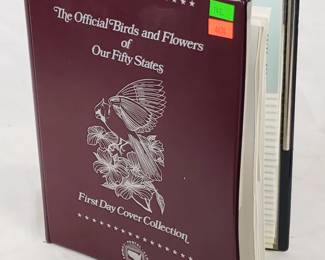 The Official Birds and Flowers
of
Our Fifty States
First Day Cover Collection